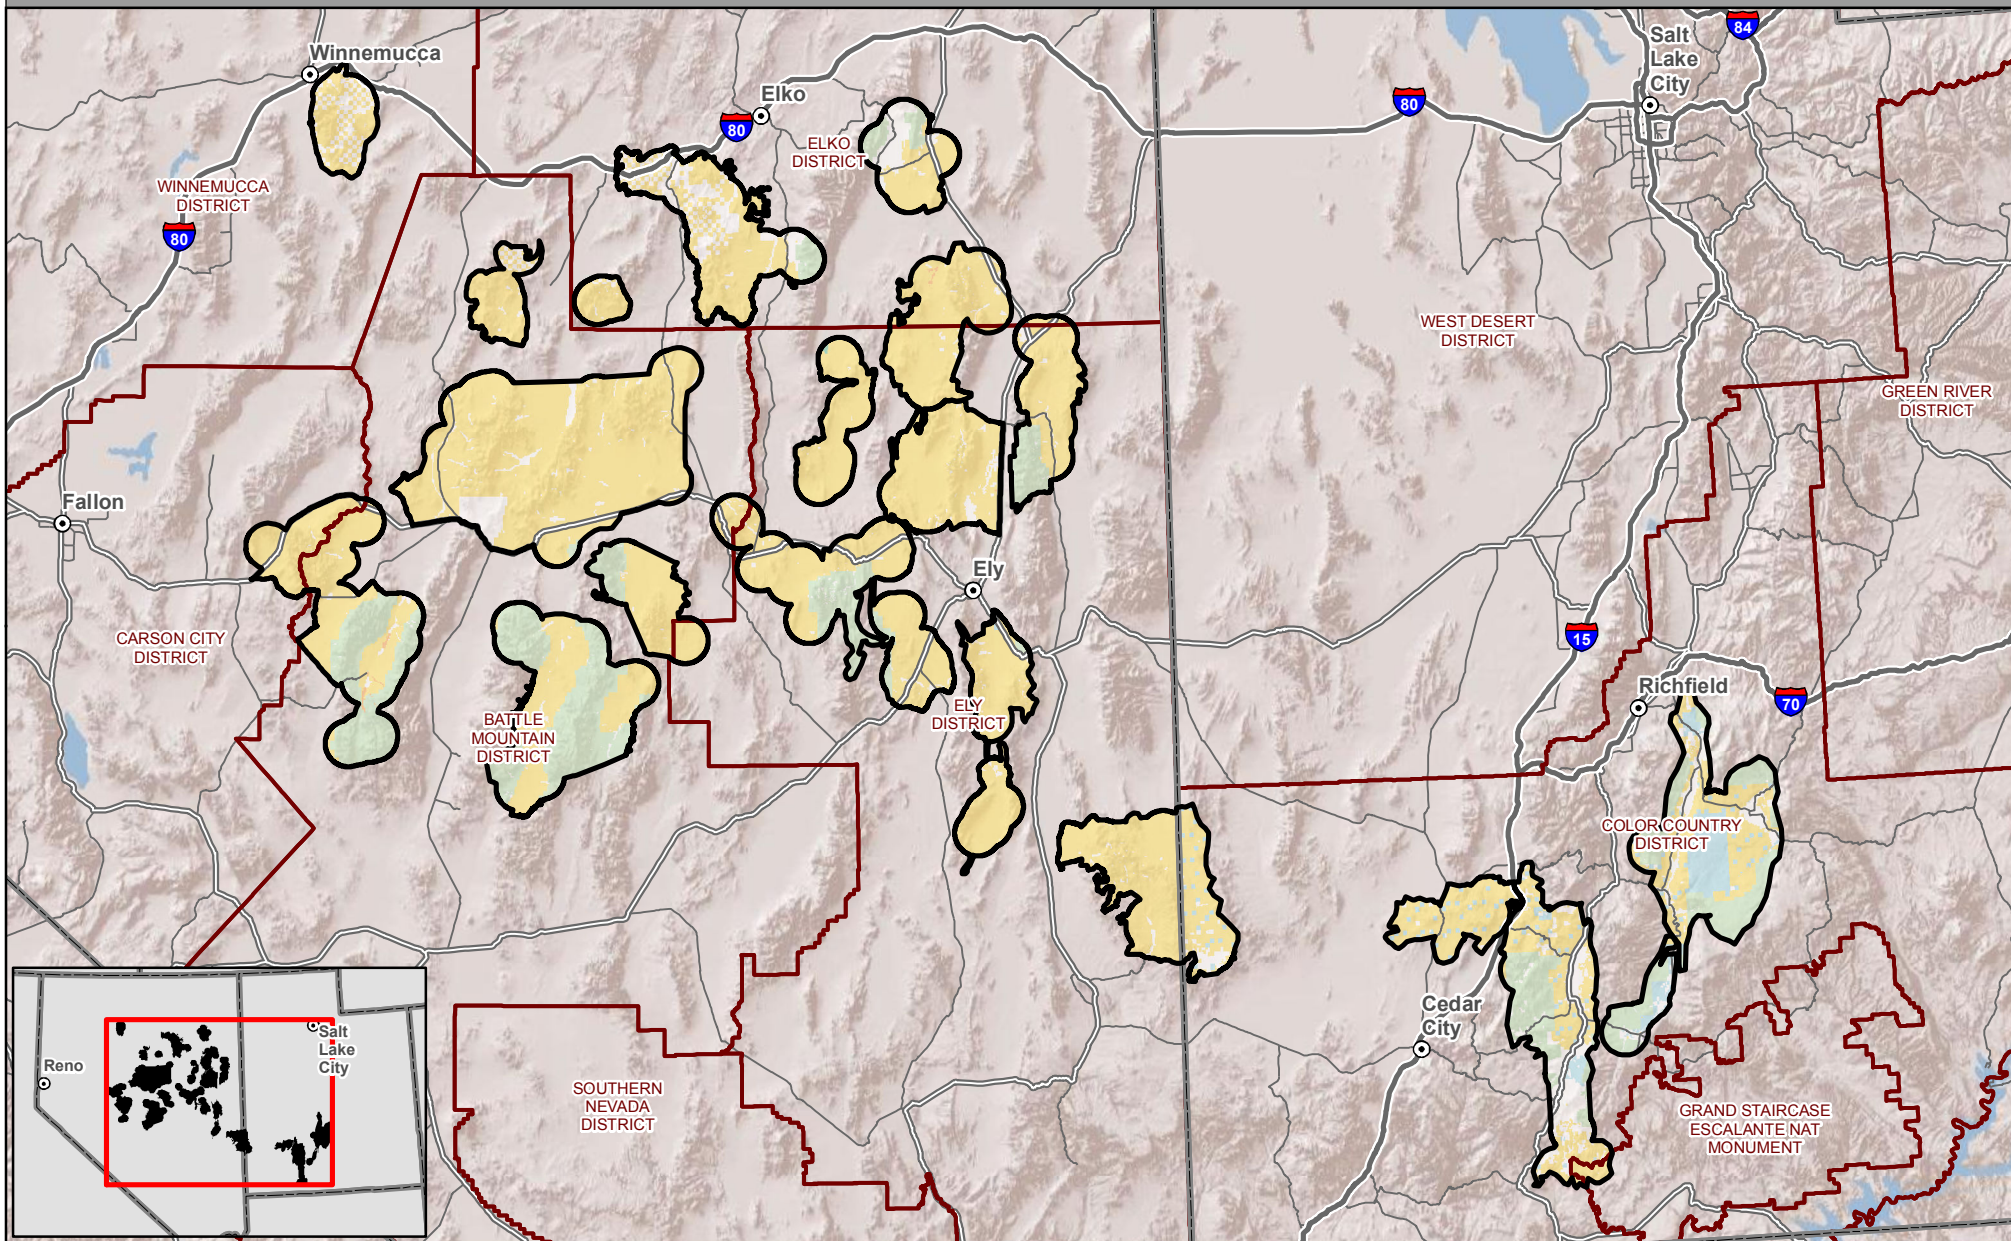 Winnemucca
Salt
Lake
City
84
80
Elko
80
ELKO
DISTRICT
WINNEMUCCA
DISTRICT
80
WEST DESERT
DISTRICT
GREEN RIVER
DISTRICT
Fallon
Ely
CARSON CITY
DISTRICT
15
Richfield
70
ELY
DISTRICT
BATTLE
MOUNTAIN
DISTRICT
COLOR COUNTRY
DISTRICT
Cedar
City
Salt
Lake
City
Reno
SOUTHERN
NEVADA
DISTRICT
GRAND STAIRCASE
ESCALANTE NAT
MONUMENT